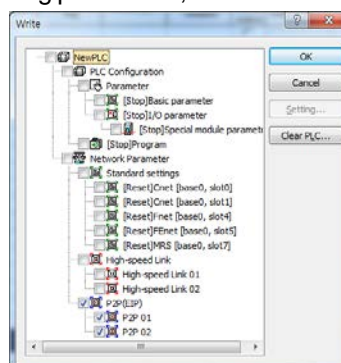 Write
NewPLC
OK
PLC Configuration
Cancel
Parameter
[Stop]Basic parameter
Setting...
[Stop]I/O parameter
[Stop]Special module paramet
Clear PLC...
[Stop]Program
Network Parameter
Standard settings
[Reset]Cnet [base0, slot0]
[Reset]Cnet [base0, slot1]
[Reset]Fnet [base0, slot4]
[Reset]FEnet [base0, slot5]
[Reset]MRS [base0, slot7]
High-speed Link
High-speed Link 01
High-speed Link 02
P2P(EIP)
P2P 01
P2P 02